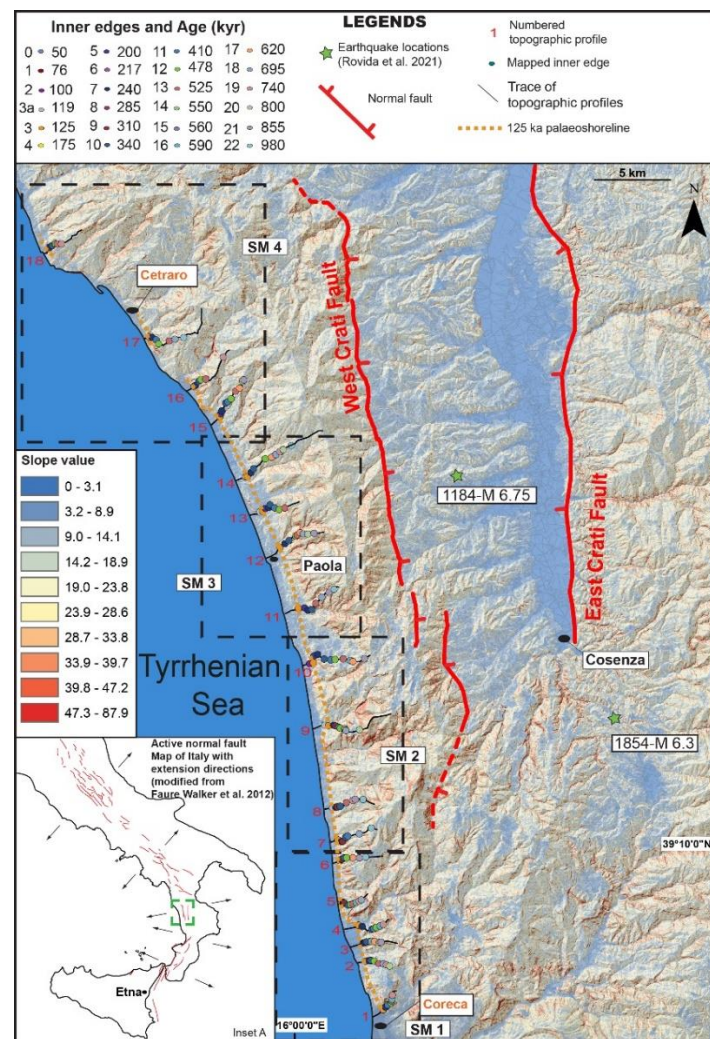 Inner edges and Age (kyr)
0 50 5 200 11 410 17 620
1 76 6 217 12 478 18 695
2 100 7 240 13 525 19 740
3a 119 8 285 14 550 20 800
3 125 9 310 15 560 21 855
4 175 10 340 16 590 22 980
LEGENDS
Earthquake locations
(Rovida et al. 2021)
Normal fault
1 Numbered
topographic profile
Mapped inner edge
Trace of
topographic profiles
125 ka palaeoshoreline
5 km
N
SM 4
18
Cetraro
17
16
15
West Crati Fault
East Crati Fault
1184-M 6.75
14
13
SM 3
12
Paola
11
Cosenza
10
Tyrrhenian
Sea
9
SM 2
1854-M 6.3
8
7
6
39°10'0"N
5
4
3
2
1
Coreca
SM 1
16°00'0"E
Slope value
0 - 3.1
3.2 - 8.9
9.0 - 14.1
14.2 - 18.9
19.0 - 23.8
23.9 - 28.6
28.7 - 33.8
33.9 - 39.7
39.8 - 47.2
47.3 - 87.9
Active normal fault
Map of Italy with
extension directions
(modified from
Faure Walker et al. 2012)
Etna
Inset A